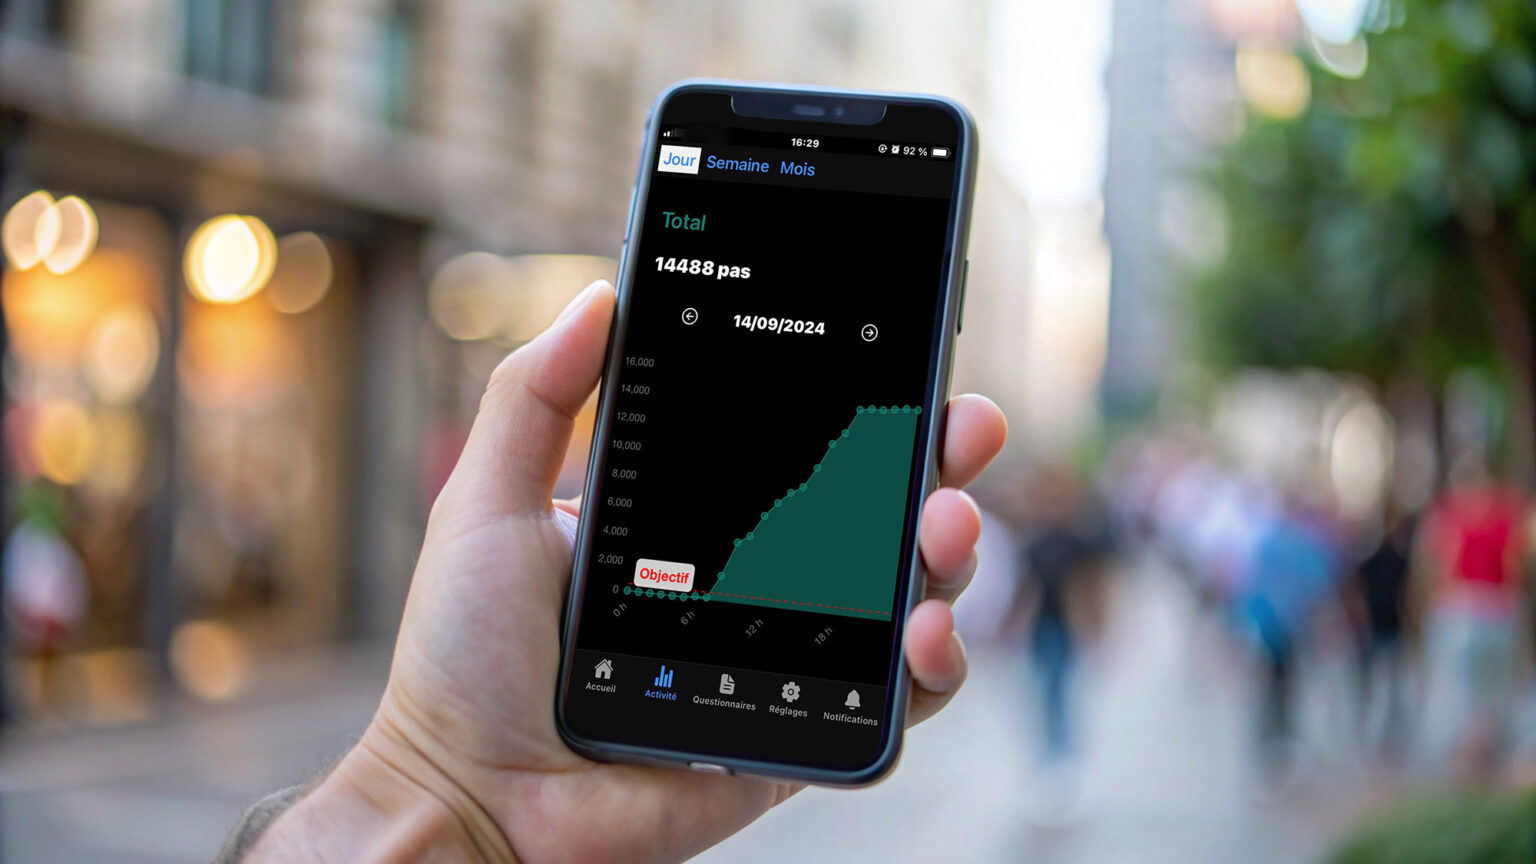 16:29
92 %
Jour Semaine Mois
Total
14488 pas
14/09/2024
16,000
14,000
12,000
10,000
8,000
6,000
4,000
2,000
0
Objectif
0 h 6 h 12 h 18 h
Accueil Activité Questionnaires Réglages Notifications